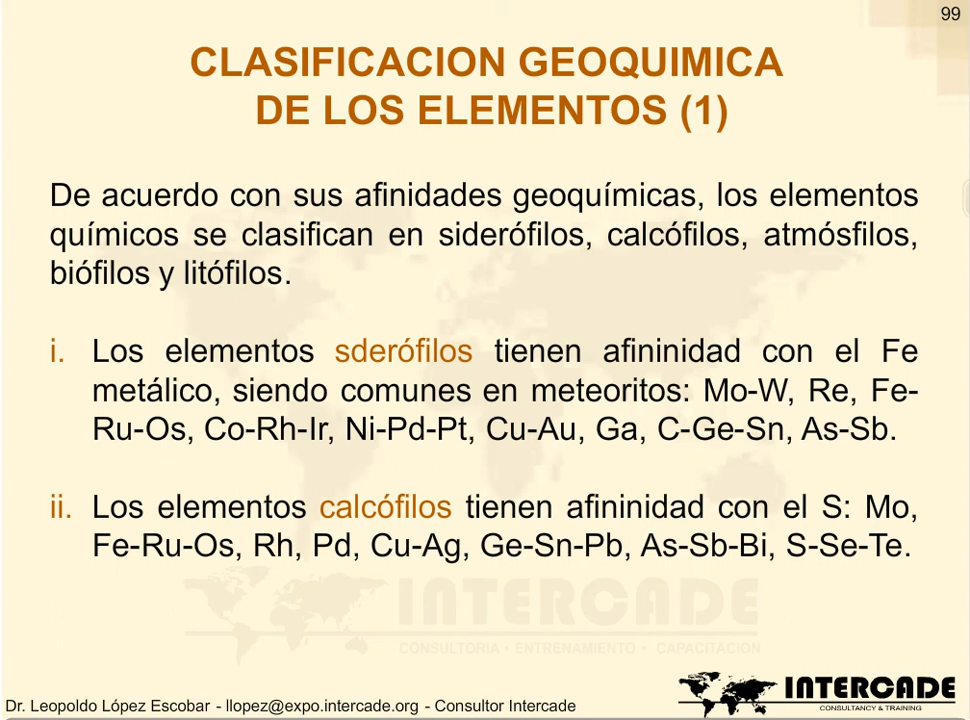 99
CLASIFICACION GEOQUIMICA
DE LOS ELEMENTOS (1)
De acuerdo con sus afinidades geoquímicas, los elementos
químicos se clasifican en siderófilos, calcófilos, atmósfilos,
biófilos y litófilos.
i. Los elementos sderófilos tienen afininidad con el Fe
metálico, siendo comunes en meteoritos: Mo-W, Re, Fe-
Ru-Os, Co-Rh-Ir, Ni-Pd-Pt, Cu-Au, Ga, C-Ge-Sn, As-Sb.
ii. Los elementos calcófilos tienen afininidad con el S: Mo,
Fe-Ru-Os, Rh, Pd, Cu-Ag, Ge-Sn-Pb, As-Sb-Bi, S-Se-Te.
INTERCADE
CONSULTORIA • ENTRENAMIENTO • CAPACITACION
INTERCADE
CONSULTANCY & TRAINING
Dr. Leopoldo López Escobar - llopez@expo.intercade.org - Consultor Intercade